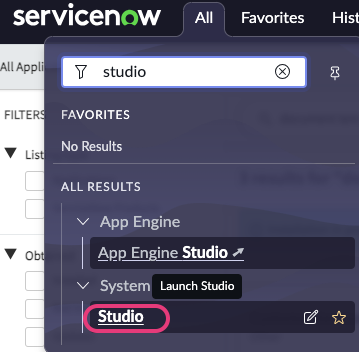 servicenow
All
Favorites
Hist
All Appli
studio
FILTERS
FAVORITES
No Results
List
ALL RESULTS
App Engine
App Engine Studio
Obt
System
Launch Studio
Studio